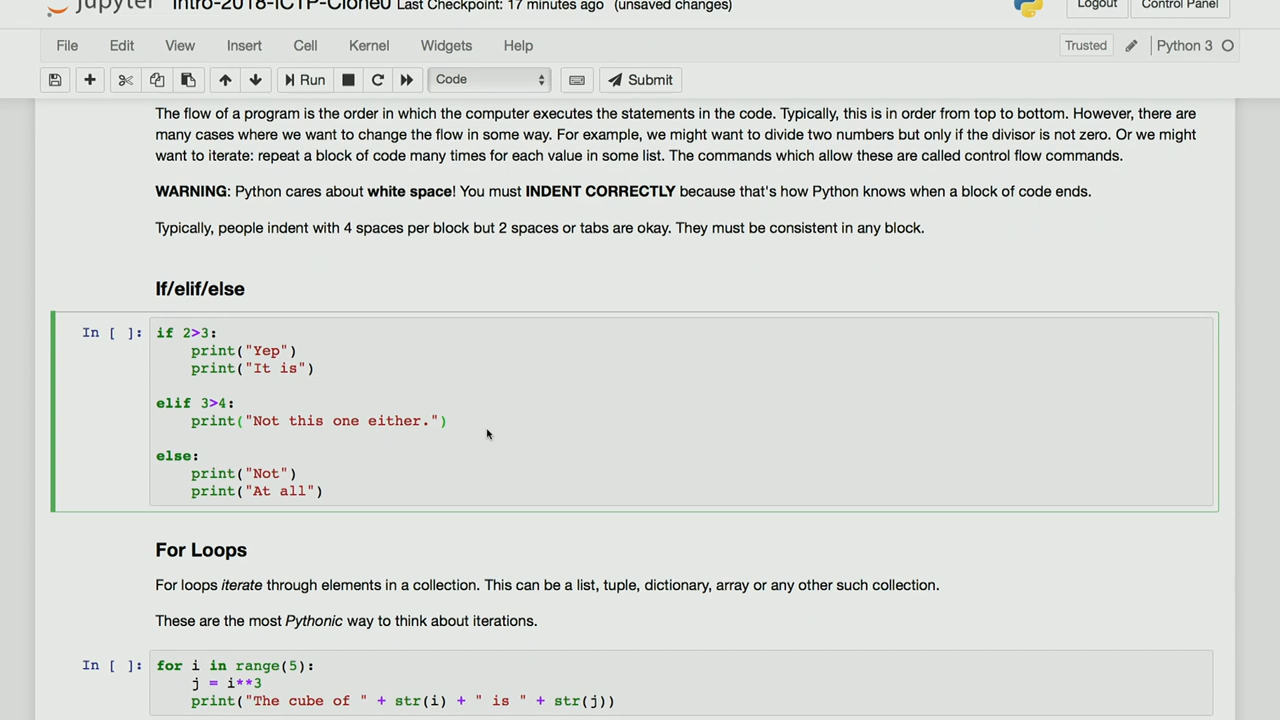 jupyter Intro-2018-ICTP-Clone0 Last Checkpoint: 17 minutes ago (unsaved changes) Logout Control Panel
File Edit View Insert Cell Kernel Widgets Help Trusted Python 3
Run Code Submit
The flow of a program is the order in which the computer executes the statements in the code. Typically, this is in order from top to bottom. However, there are
many cases where we want to change the flow in some way. For example, we might want to divide two numbers but only if the divisor is not zero. Or we might
want to iterate: repeat a block of code many times for each value in some list. The commands which allow these are called control flow commands.
WARNING: Python cares about white space! You must INDENT CORRECTLY because that's how Python knows when a block of code ends.
Typically, people indent with 4 spaces per block but 2 spaces or tabs are okay. They must be consistent in any block.
If/elif/else
In [ ]: if 2>3:
print("Yep")
print("It is")
elif 3>4:
print("Not this one either.")
else:
print("Not")
print("At all")
For Loops
For loops iterate through elements in a collection. This can be a list, tuple, dictionary, array or any other such collection.
These are the most Pythonic way to think about iterations.
In [ ]: for i in range(5):
j = i**3
print("The cube of " + str(i) + " is " + str(j))